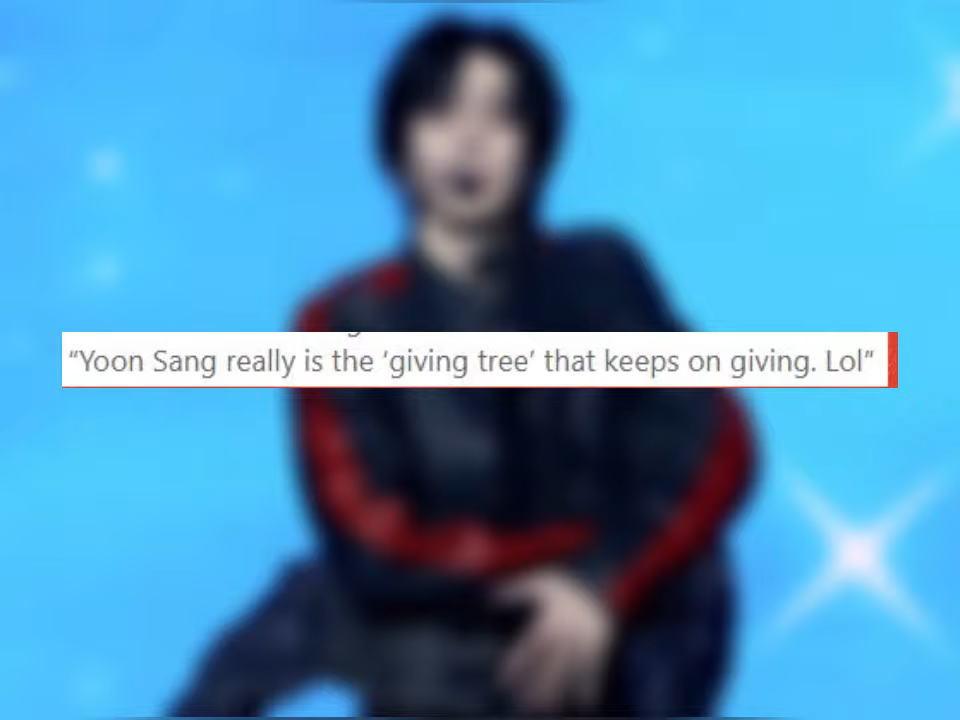 “Yoon Sang really is the ‘giving tree’ that keeps on giving. Lol”